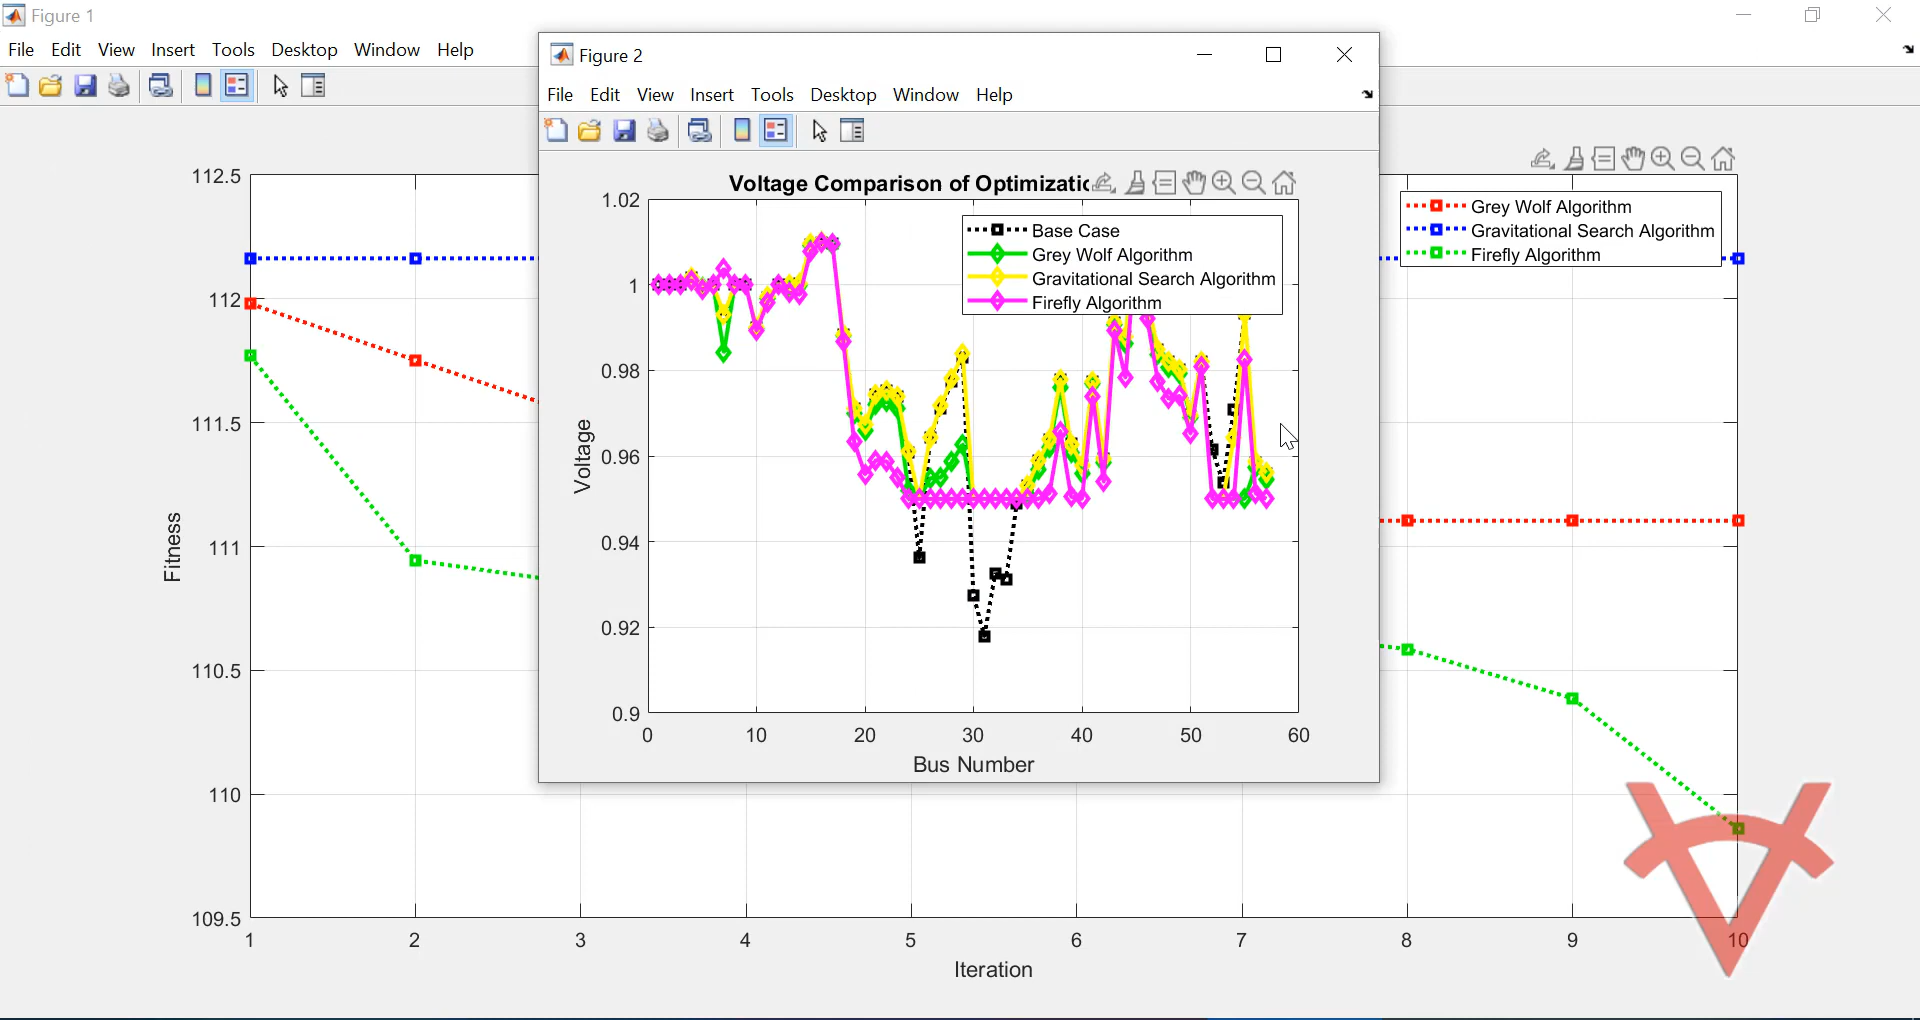 Figure 1
File Edit View Insert Tools Desktop Window Help
Figure 2
File Edit View Insert Tools Desktop Window Help
Voltage Comparison of Optimizatic
1.02
1
0.98
0.96
0.94
0.92
0.9
Voltage
0 10 20 30 40 50 60
Bus Number
Base Case
Grey Wolf Algorithm
Gravitational Search Algorithm
Firefly Algorithm
Grey Wolf Algorithm
Gravitational Search Algorithm
Firefly Algorithm
112.5
112
111.5
111
110.5
110
109.5
Fitness
1 2 3 4 5 6 7 8 9 10
Iteration